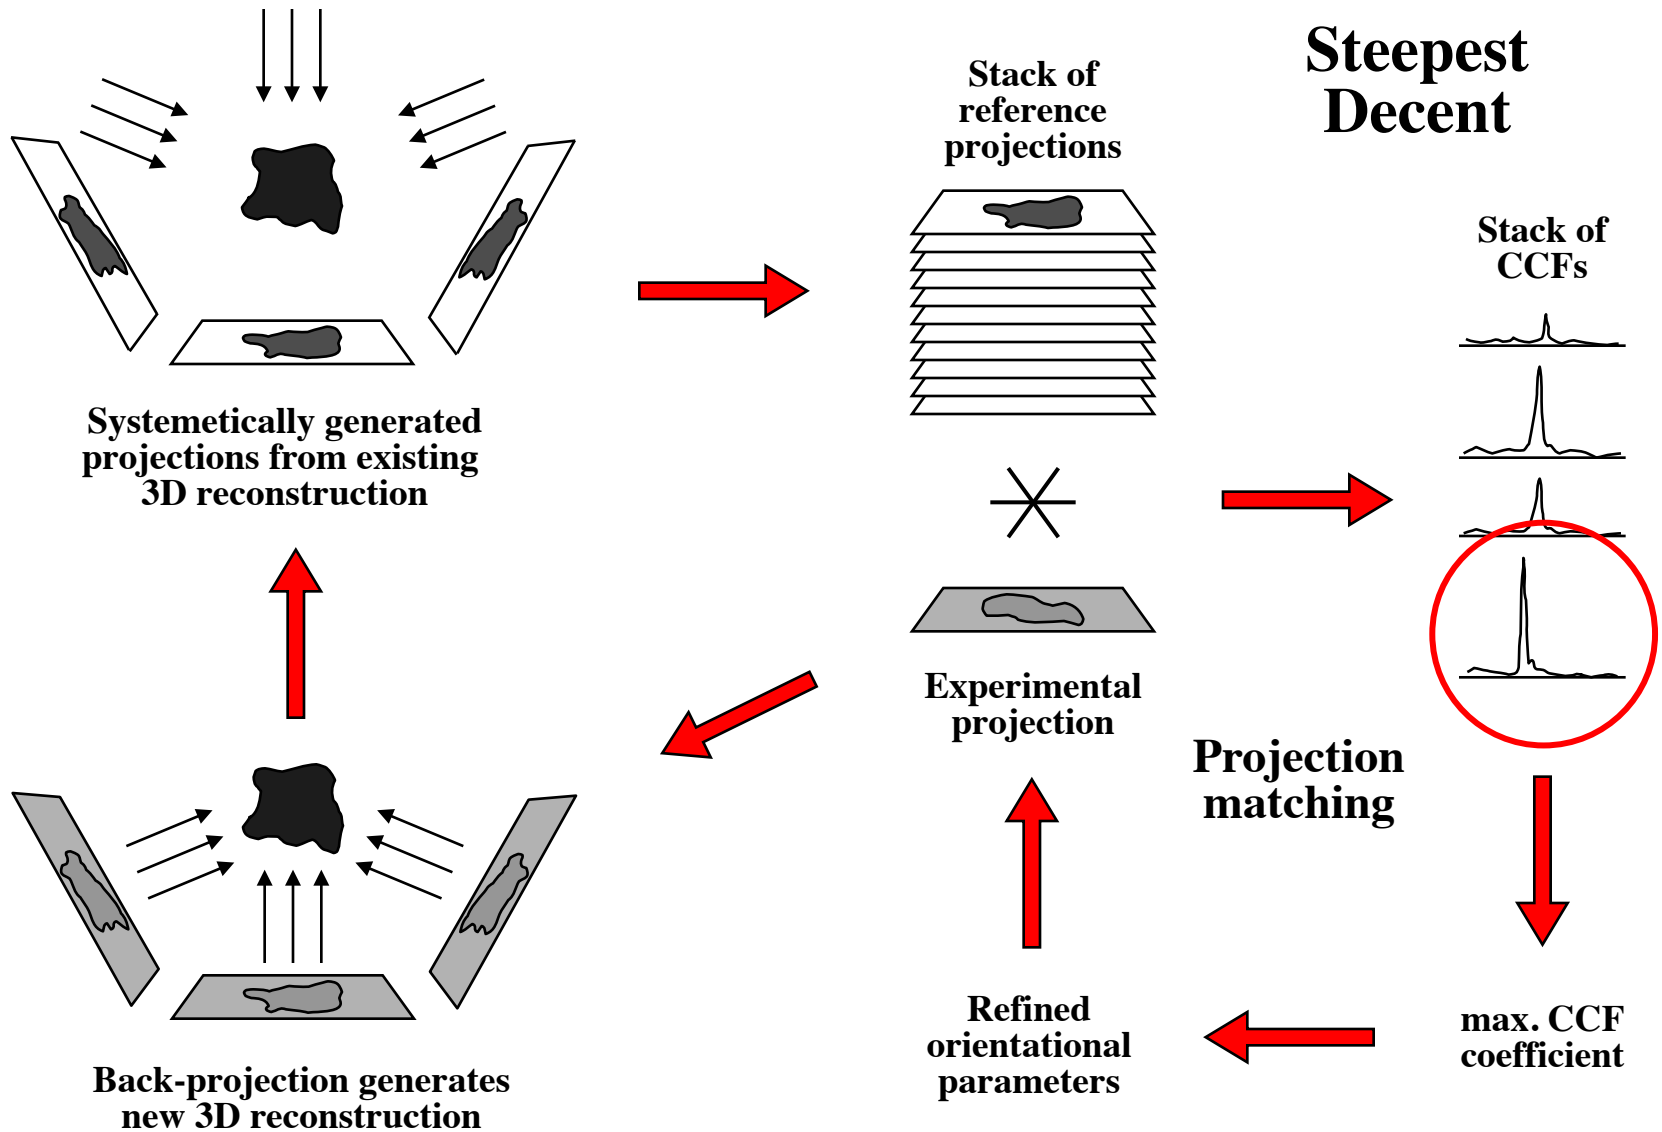 Steepest
Decent
Stack of
reference
projections
Stack of
CCFs
Systemetically generated
projections from existing
3D reconstruction
Experimental
projection
Projection
matching
Refined
orientational
parameters
max. CCF
coefficient
Back-projection generates
new 3D reconstruction